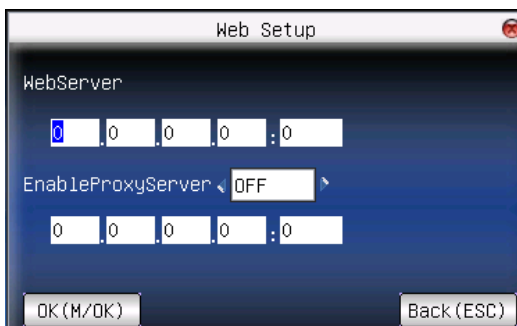 Web Setup
WebServer
0.0.0.0:0
EnableProxyServer OFF
0.0.0.0:0
OK(M/OK) Back(ESC)